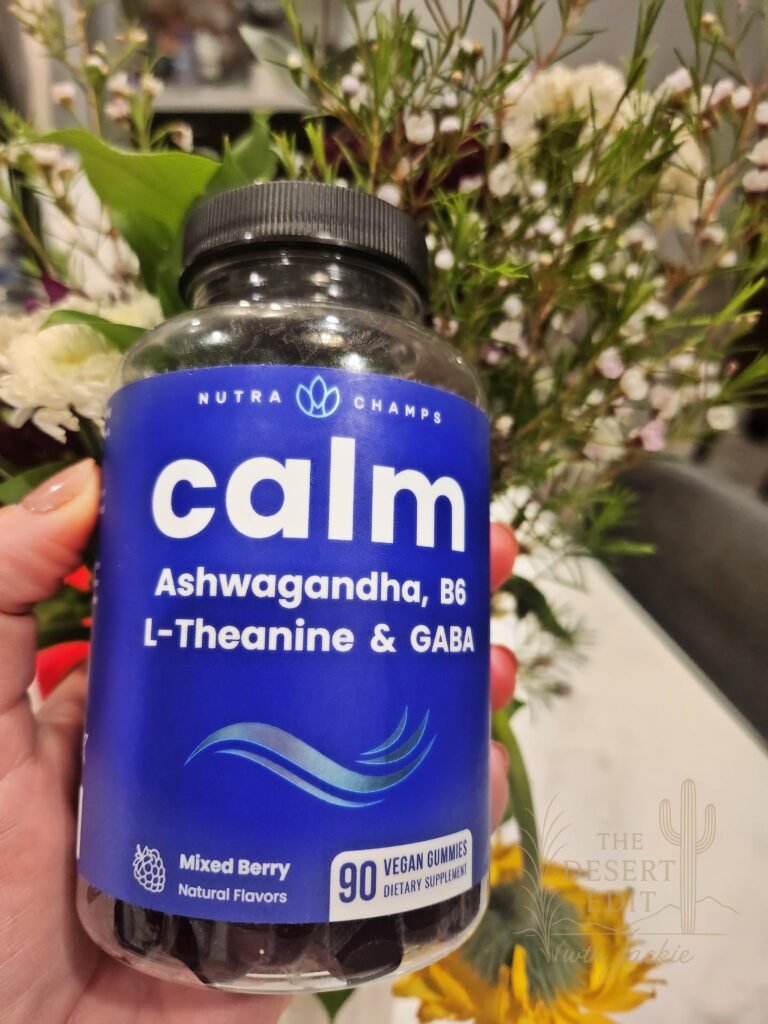 NUTRA CHAMPS
calm
Ashwagandha, B6
L-Theanine & GABA
Mixed Berry
Natural Flavors
90 VEGAN GUMMIES
DIETARY SUPPLEMENT
THE
DESERT
EDIT